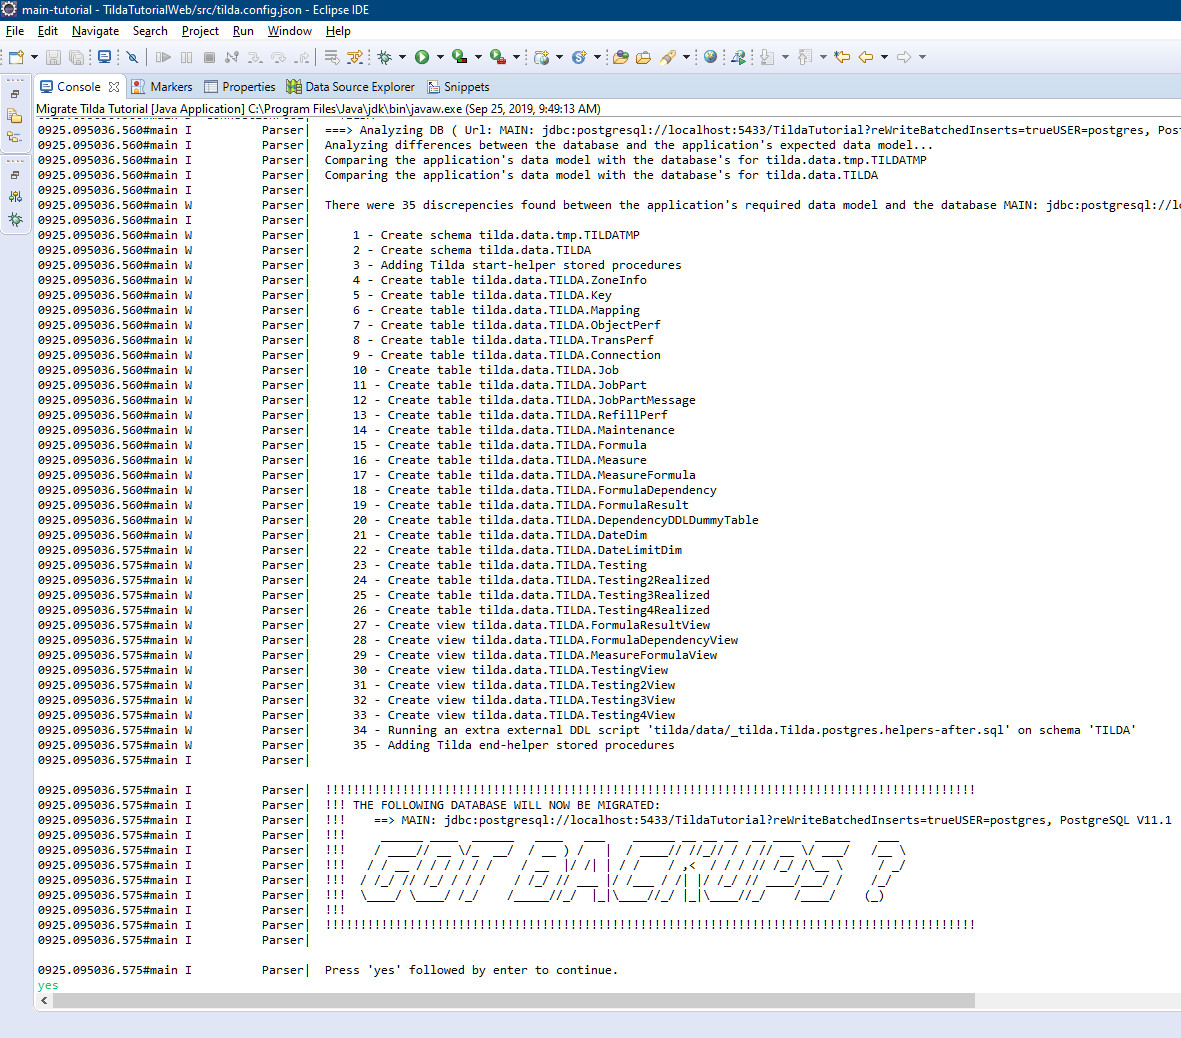 main-tutorial - TildaTutorialWeb/src/tilda.config.json - Eclipse IDE
File Edit Navigate Search Project Run Window Help
Console Markers Properties Data Source Explorer Snippets
Migrate Tilda Tutorial [Java Application] C:\Program Files\Java\jdk\bin\javaw.exe (Sep 25, 2019, 9:49:13 AM)
0925.095036.560#main I Parser| ===> Analyzing DB ( Url: MAIN: jdbc:postgresql://localhost:5433/TildaTutorial?reWriteBatchedInserts=trueUSER=postgres, Pos
0925.095036.560#main I Parser| Analyzing differences between the database and the application's expected data model...
0925.095036.560#main I Parser| Comparing the application's data model with the database's for tilda.data.tmp.TILDATMP
0925.095036.560#main I Parser| Comparing the application's data model with the database's for tilda.data.TILDA
0925.095036.560#main I Parser|
0925.095036.560#main W Parser| There were 35 discrepencies found between the application's required data model and the database MAIN: jdbc:postgresql://lo
0925.095036.560#main I Parser|
0925.095036.560#main W Parser| 1 - Create schema tilda.data.tmp.TILDATMP
0925.095036.560#main W Parser| 2 - Create schema tilda.data.TILDA
0925.095036.560#main W Parser| 3 - Adding Tilda start-helper stored procedures
0925.095036.560#main W Parser| 4 - Create table tilda.data.TILDA.ZoneInfo
0925.095036.560#main W Parser| 5 - Create table tilda.data.TILDA.Key
0925.095036.560#main W Parser| 6 - Create table tilda.data.TILDA.Mapping
0925.095036.560#main W Parser| 7 - Create table tilda.data.TILDA.ObjectPerf
0925.095036.560#main W Parser| 8 - Create table tilda.data.TILDA.TransPerf
0925.095036.560#main W Parser| 9 - Create table tilda.data.TILDA.Connection
0925.095036.560#main W Parser| 10 - Create table tilda.data.TILDA.Job
0925.095036.560#main W Parser| 11 - Create table tilda.data.TILDA.JobPart
0925.095036.560#main W Parser| 12 - Create table tilda.data.TILDA.JobPartMessage
0925.095036.560#main W Parser| 13 - Create table tilda.data.TILDA.RefillPerf
0925.095036.560#main W Parser| 14 - Create table tilda.data.TILDA.Maintenance
0925.095036.560#main W Parser| 15 - Create table tilda.data.TILDA.Formula
0925.095036.560#main W Parser| 16 - Create table tilda.data.TILDA.Measure
0925.095036.560#main W Parser| 17 - Create table tilda.data.TILDA.MeasureFormula
0925.095036.560#main W Parser| 18 - Create table tilda.data.TILDA.FormulaDependency
0925.095036.560#main W Parser| 19 - Create table tilda.data.TILDA.FormulaResult
0925.095036.560#main W Parser| 20 - Create table tilda.data.TILDA.DependencyDDLDummyTable
0925.095036.560#main W Parser| 21 - Create table tilda.data.TILDA.DateDim
0925.095036.575#main W Parser| 22 - Create table tilda.data.TILDA.DateLimitDim
0925.095036.575#main W Parser| 23 - Create table tilda.data.TILDA.Testing
0925.095036.575#main W Parser| 24 - Create table tilda.data.TILDA.Testing2Realized
0925.095036.575#main W Parser| 25 - Create table tilda.data.TILDA.Testing3Realized
0925.095036.575#main W Parser| 26 - Create table tilda.data.TILDA.Testing4Realized
0925.095036.575#main W Parser| 27 - Create view tilda.data.TILDA.FormulaResultView
0925.095036.575#main W Parser| 28 - Create view tilda.data.TILDA.FormulaDependencyView
0925.095036.575#main W Parser| 29 - Create view tilda.data.TILDA.MeasureFormulaView
0925.095036.575#main W Parser| 30 - Create view tilda.data.TILDA.TestingView
0925.095036.575#main W Parser| 31 - Create view tilda.data.TILDA.Testing2View
0925.095036.575#main W Parser| 32 - Create view tilda.data.TILDA.Testing3View
0925.095036.575#main W Parser| 33 - Create view tilda.data.TILDA.Testing4View
0925.095036.575#main W Parser| 34 - Running an extra external DDL script 'tilda/data/_tilda.Tilda.postgres.helpers-after.sql' on schema 'TILDA'
0925.095036.575#main W Parser| 35 - Adding Tilda end-helper stored procedures
0925.095036.575#main I Parser|
0925.095036.575#main I Parser| !!!!!!!!!!!!!!!!!!!!!!!!!!!!!!!!!!!!!!!!!!!!!!!!!!!!!!!!!!!!!!!!!!!!!!!!!!!!!!!!!!!!!!!!!!!!!
0925.095036.575#main I Parser| !!! THE FOLLOWING DATABASE WILL NOW BE MIGRATED:
0925.095036.575#main I Parser| !!! ==> MAIN: jdbc:postgresql://localhost:5433/TildaTutorial?reWriteBatchedInserts=trueUSER=postgres, PostgreSQL V11.1
0925.095036.575#main I Parser| !!!
0925.095036.575#main I Parser| !!! GOT BACKUPS ?
0925.095036.575#main I Parser| !!!
0925.095036.575#main I Parser| !!!
0925.095036.575#main I Parser| !!!
0925.095036.575#main I Parser| !!!
0925.095036.575#main I Parser| !!!!!!!!!!!!!!!!!!!!!!!!!!!!!!!!!!!!!!!!!!!!!!!!!!!!!!!!!!!!!!!!!!!!!!!!!!!!!!!!!!!!!!!!!!!!!
0925.095036.575#main I Parser|
0925.095036.575#main I Parser| Press 'yes' followed by enter to continue.
yes